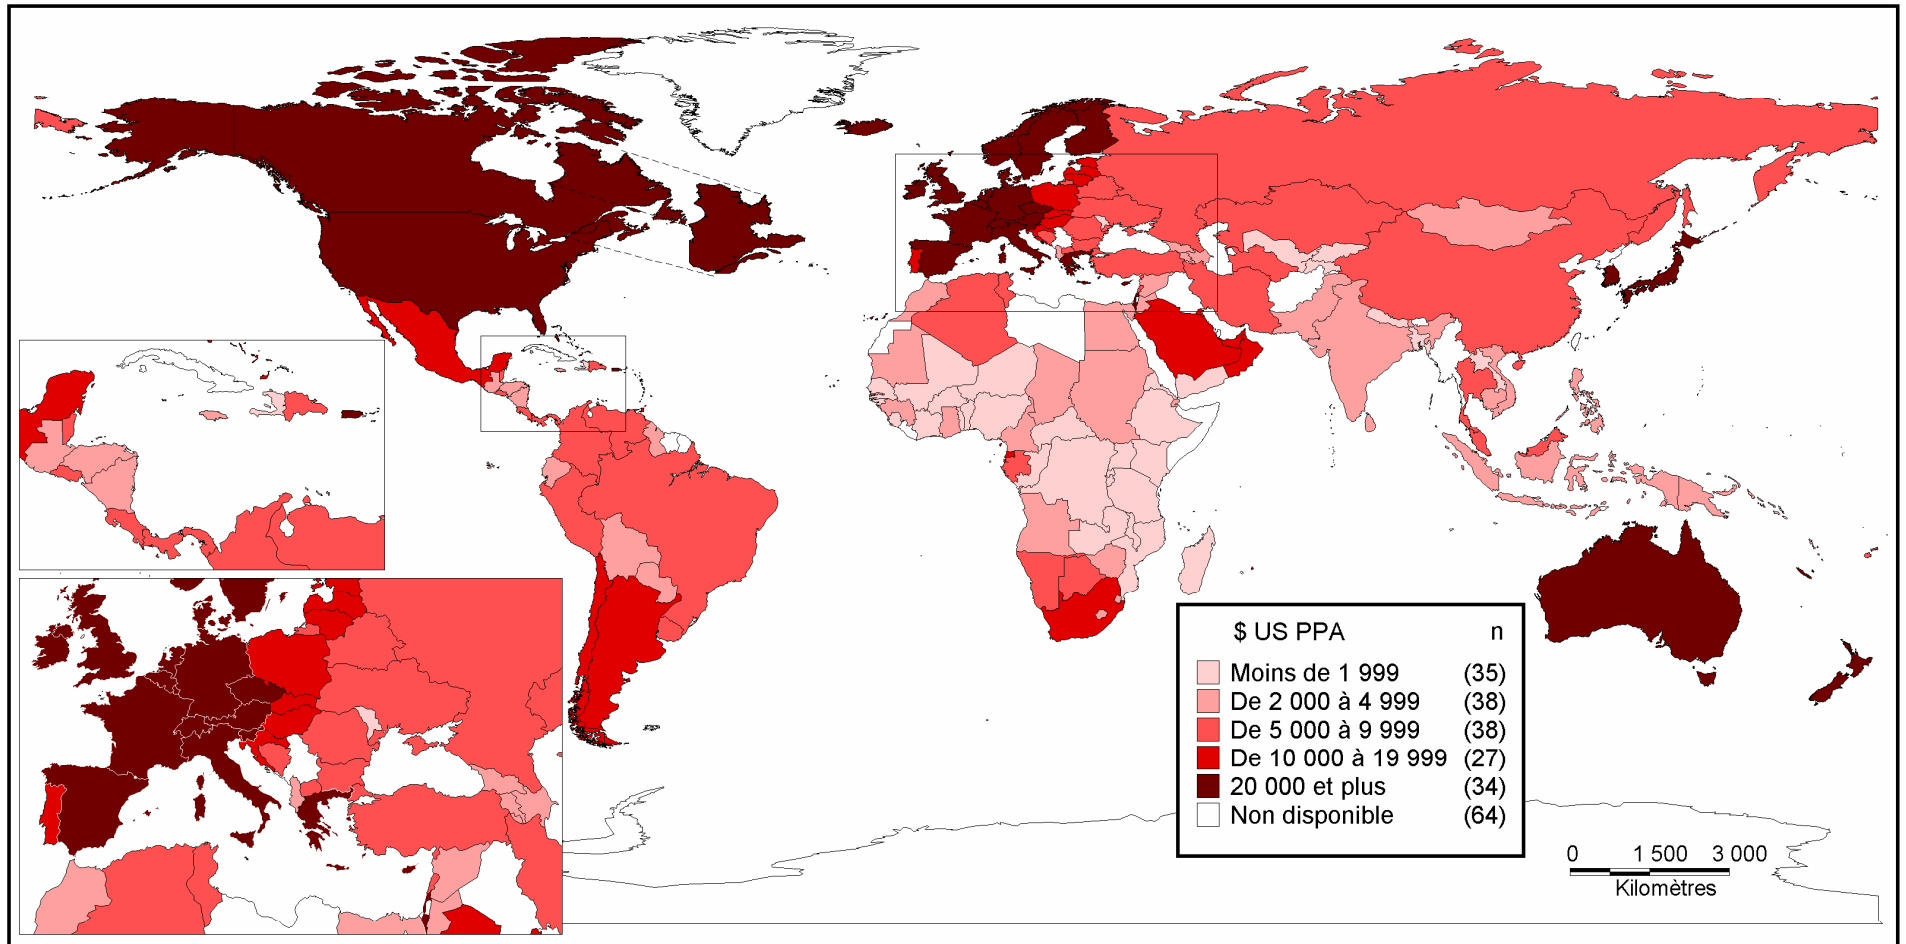 $ US PPA n
Moins de 1 999 (35)
De 2 000 à 4 999 (38)
De 5 000 à 9 999 (38)
De 10 000 à 19 999 (27)
20 000 et plus (34)
Non disponible (64)
0 1 500 3 000
Kilomètres